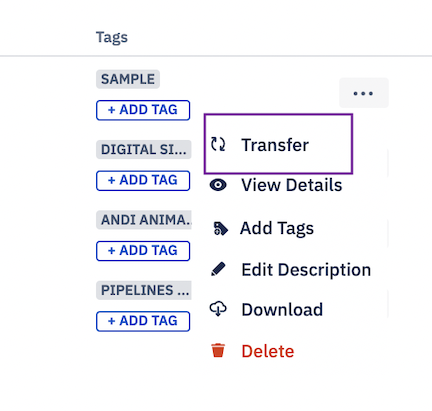 Tags
SAMPLE
+ ADD TAG
DIGITAL SI...
+ ADD TAG
ANDI ANIMA..
+ ADD TAG
PIPELINES ...
+ ADD TAG
...
Transfer
View Details
Add Tags
Edit Description
Download
Delete